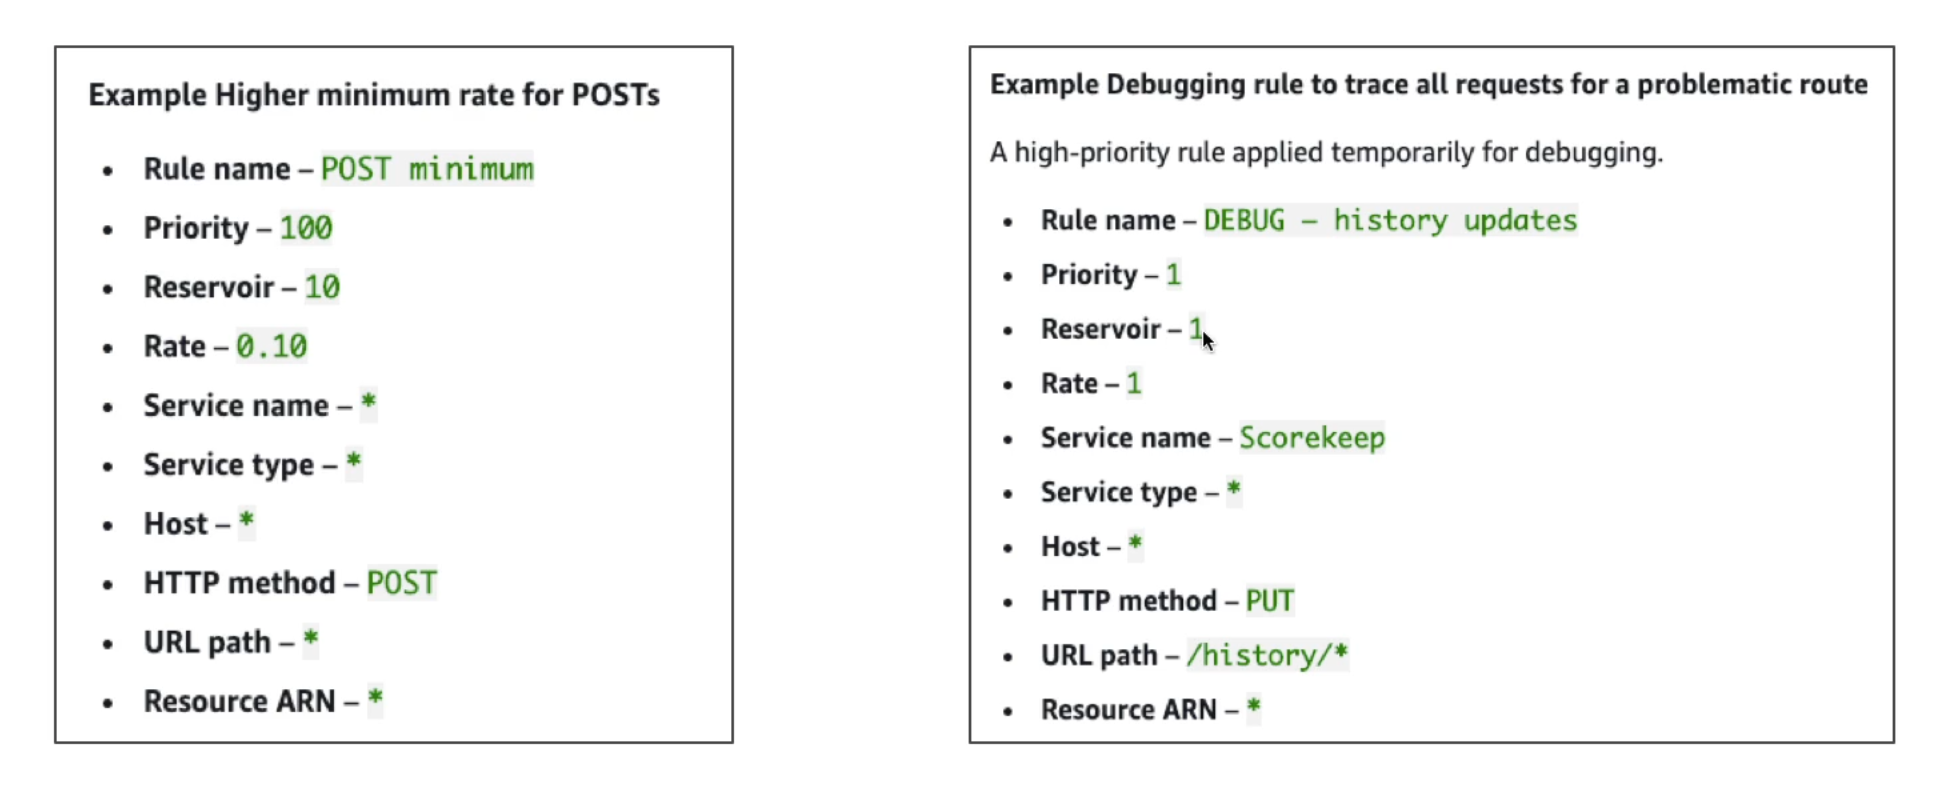 Example Higher minimum rate for POSTs
• Rule name – POST minimum
• Priority – 100
• Reservoir – 10
• Rate – 0.10
• Service name – *
• Service type – *
• Host – *
• HTTP method – POST
• URL path – *
• Resource ARN – *
Example Debugging rule to trace all requests for a problematic route
A high-priority rule applied temporarily for debugging.
• Rule name – DEBUG – history updates
• Priority – 1
• Reservoir – 1
• Rate – 1
• Service name – Scorekeep
• Service type – *
• Host – *
• HTTP method – PUT
• URL path – /history/*
• Resource ARN – *